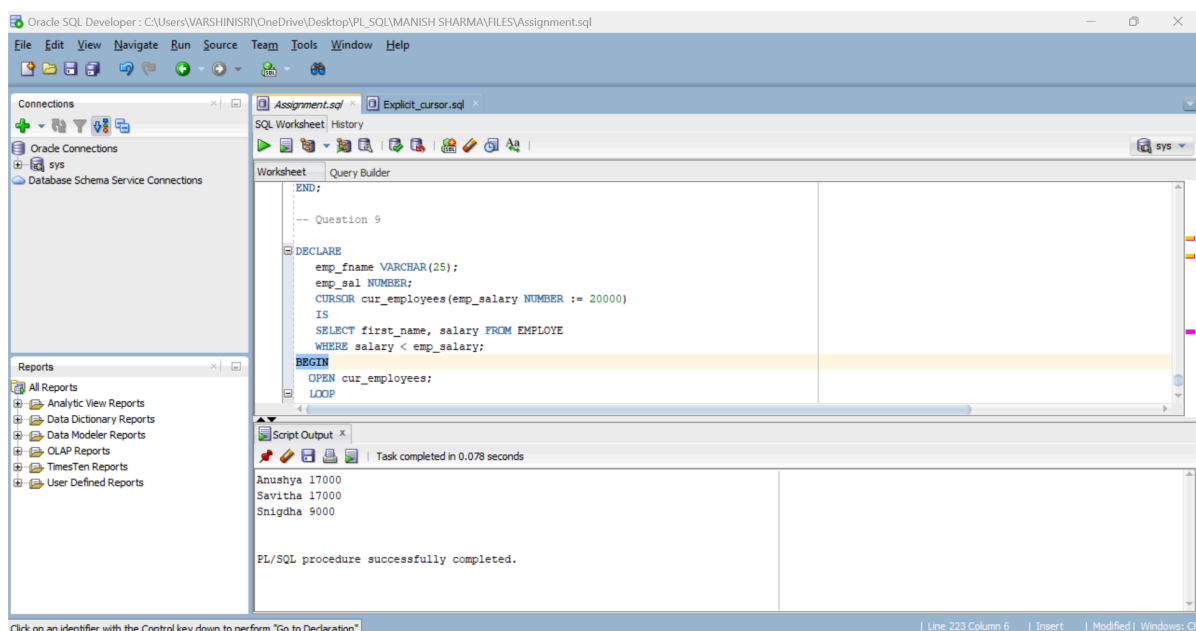 Oracle SQL Developer : C:\Users\VARSHINISRI\OneDrive\Desktop\PL_SQL\MANISH SHARMA\FILES\Assignment.sql
File Edit View Navigate Run Source Team Tools Window Help
Connections
Oracle Connections
sys
Database Schema Service Connections
Reports
All Reports
Analytic View Reports
Data Dictionary Reports
Data Modeler Reports
OLAP Reports
TimesTen Reports
User Defined Reports
Assignment.sql
Explicit_cursor.sql
SQL Worksheet History
sys
Worksheet Query Builder
END;
-- Question 9
DECLARE
emp_fname VARCHAR(25);
emp_sal NUMBER;
CURSOR cur_employees(emp_salary NUMBER := 20000)
IS
SELECT first_name, salary FROM EMPLOYE
WHERE salary < emp_salary;
BEGIN
OPEN cur_employees;
LOOP
Script Output
Task completed in 0.078 seconds
Anushya 17000
Savitha 17000
Snigdha 9000
PL/SQL procedure successfully completed.
Click on an identifier with the Control key down to perform "Go to Declaration"
Line 223 Column 6 | Insert | Modified | Windows: